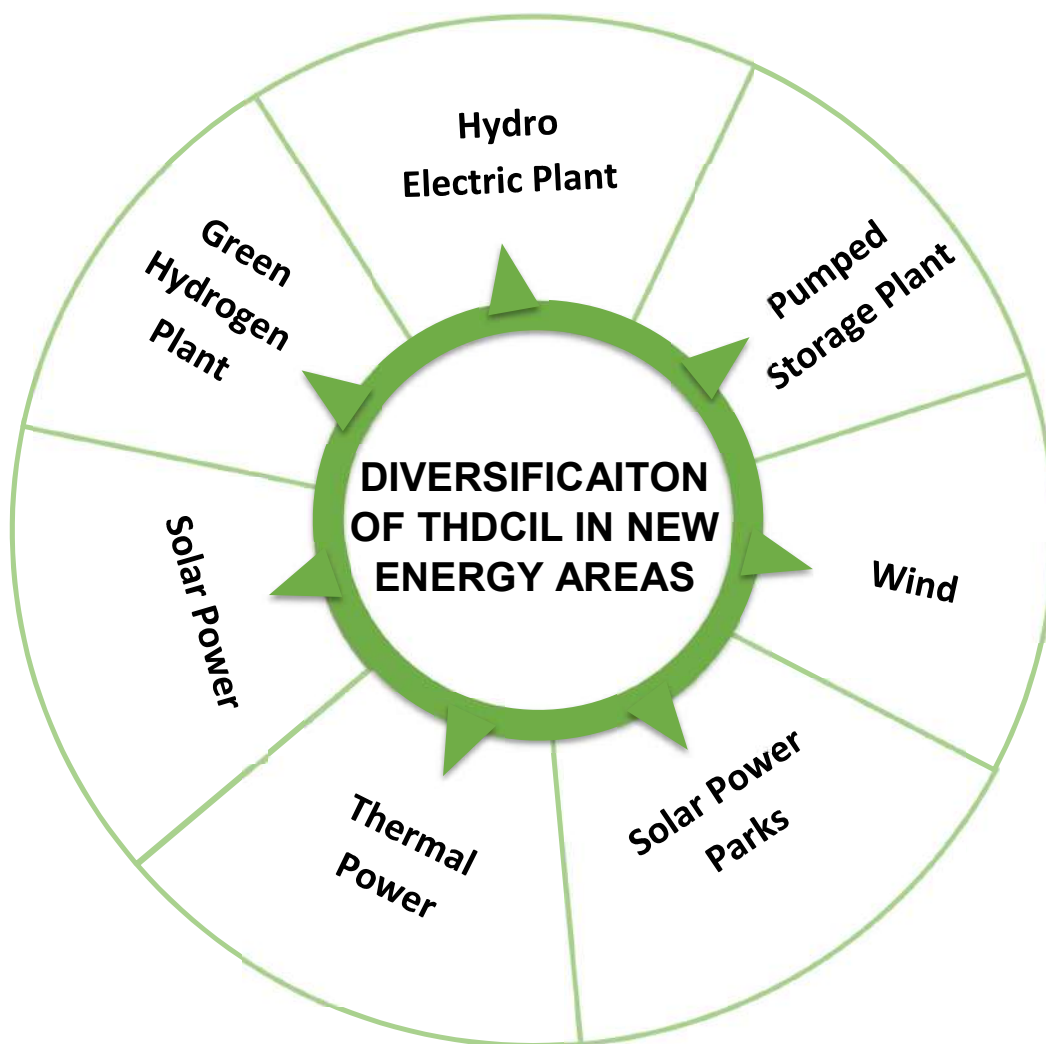 Hydro
Electric Plant
Pumped
Storage Plant
Wind
Solar Power
Parks
Thermal
Power
Solar Power
Green
Hydrogen
Plant
DIVERSIFICAITON
OF THDCIL IN NEW
ENERGY AREAS